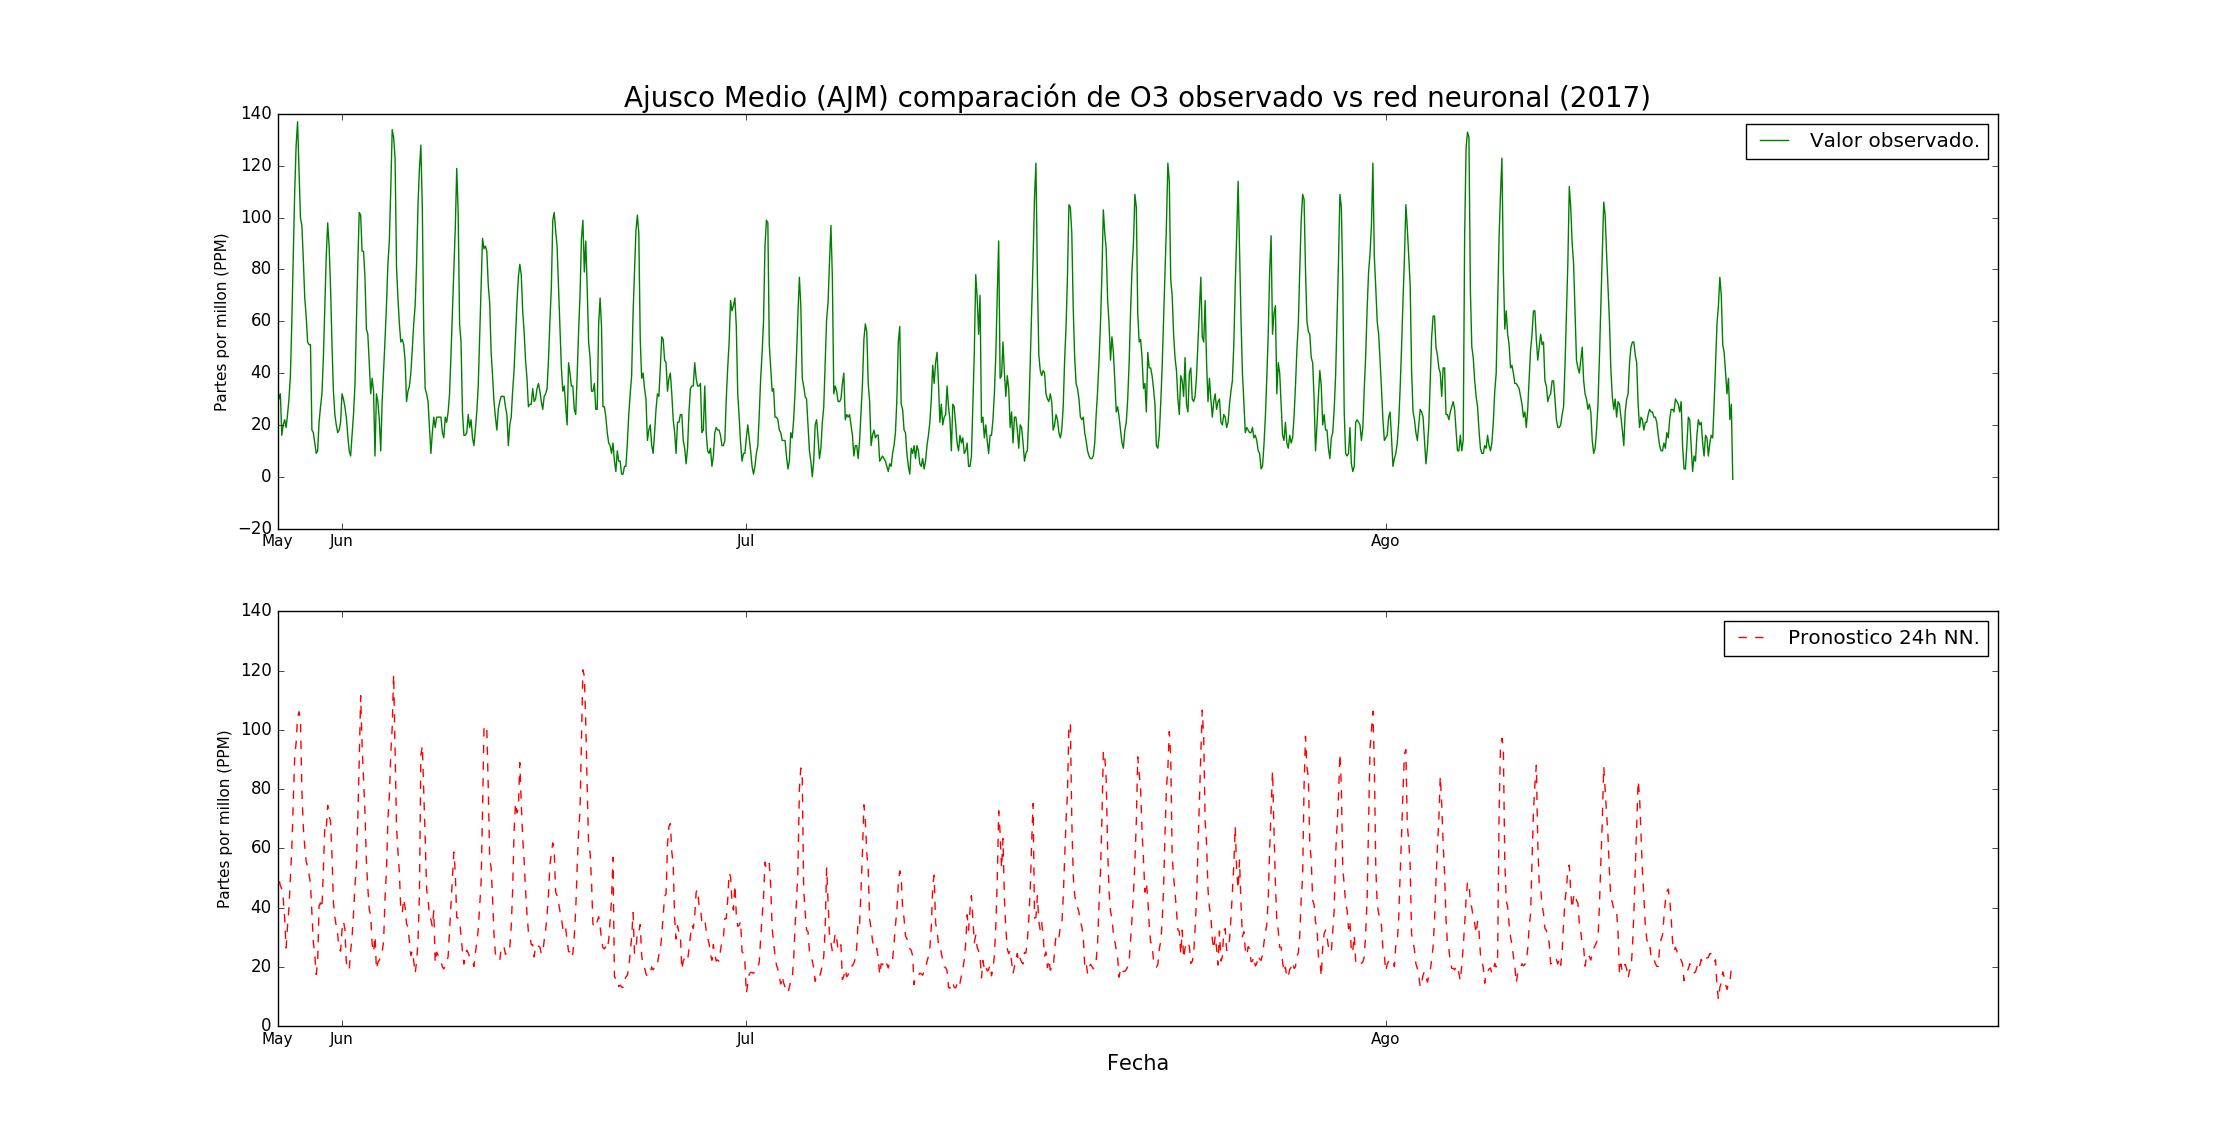 Ajusco Medio (AJM) comparación de O3 observado vs red neuronal (2017)
140
120
100
80
60
40
20
0
−20
Partes por millon (PPM)
Valor observado.
May
Jun
Jul
Ago
140
120
100
80
60
40
20
0
Partes por millon (PPM)
Pronostico 24h NN.
May
Jun
Jul
Ago
Fecha